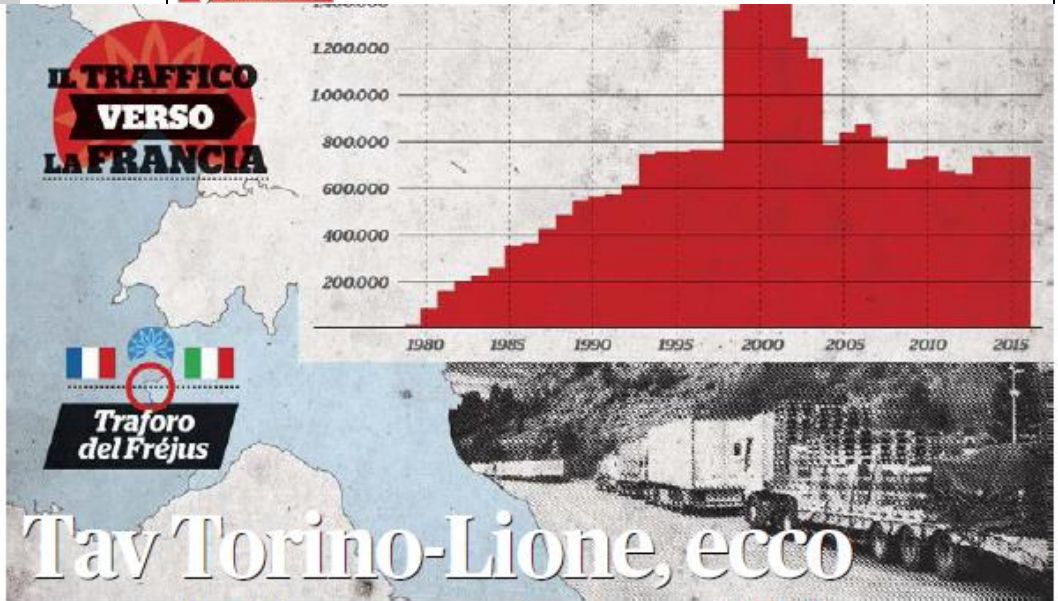 IL TRAFFICO
VERSO
LA FRANCIA
1.200.000
1.000.000
800.000
600.000
400.000
200.000
1980 1985 1990 1995 2000 2005 2010 2015
Traforo
del Fréjus
Tav Torino-Lione, ecco